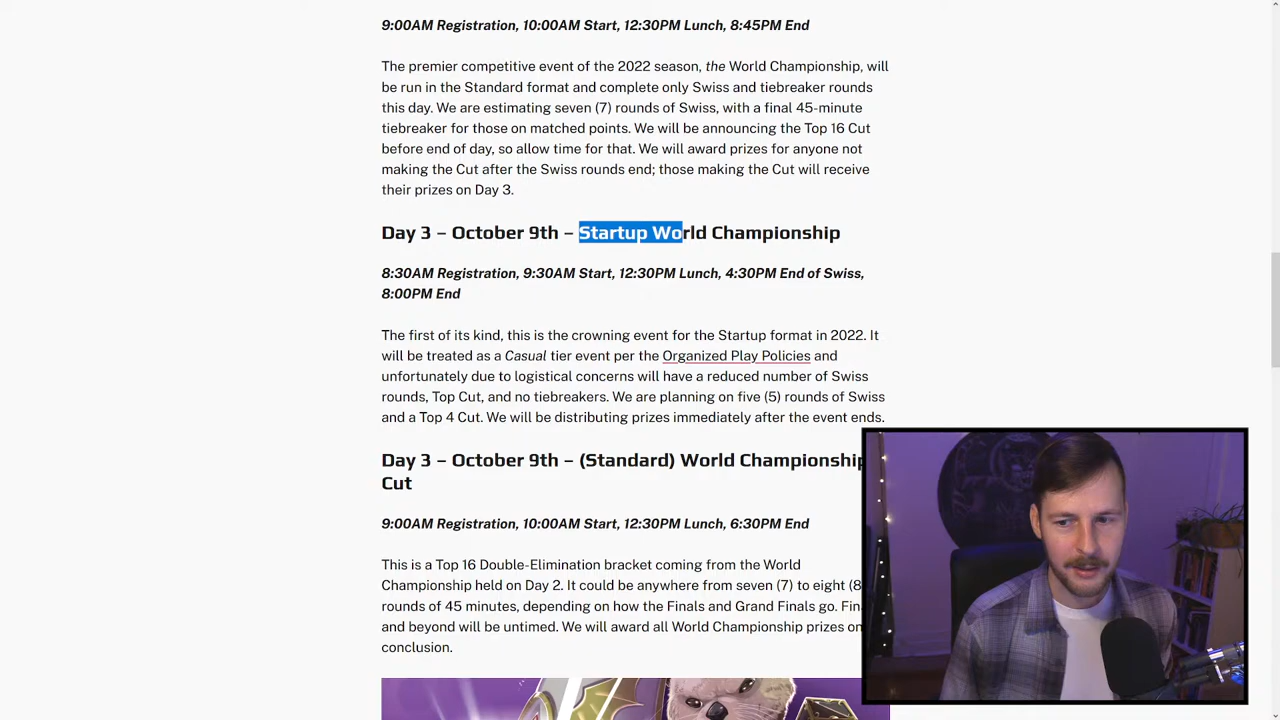 9:00AM Registration, 10:00AM Start, 12:30PM Lunch, 8:45PM End
The premier competitive event of the 2022 season, the World Championship, will
be run in the Standard format and complete only Swiss and tiebreaker rounds
this day. We are estimating seven (7) rounds of Swiss, with a final 45-minute
tiebreaker for those on matched points. We will be announcing the Top 16 Cut
before end of day, so allow time for that. We will award prizes for anyone not
making the Cut after the Swiss rounds end; those making the Cut will receive
their prizes on Day 3.
Day 3 – October 9th – Startup World Championship
8:30AM Registration, 9:30AM Start, 12:30PM Lunch, 4:30PM End of Swiss,
8:00PM End
The first of its kind, this is the crowning event for the Startup format in 2022. It
will be treated as a Casual tier event per the Organized Play Policies and
unfortunately due to logistical concerns will have a reduced number of Swiss
rounds, Top Cut, and no tiebreakers. We are planning on five (5) rounds of Swiss
and a Top 4 Cut. We will be distributing prizes immediately after the event ends.
Day 3 – October 9th – (Standard) World Championship
Cut
9:00AM Registration, 10:00AM Start, 12:30PM Lunch, 6:30PM End
This is a Top 16 Double-Elimination bracket coming from the World
Championship held on Day 2. It could be anywhere from seven (7) to eight (8
rounds of 45 minutes, depending on how the Finals and Grand Finals go.
and beyond will be untimed. We will award all World Championship prizes on
conclusion.